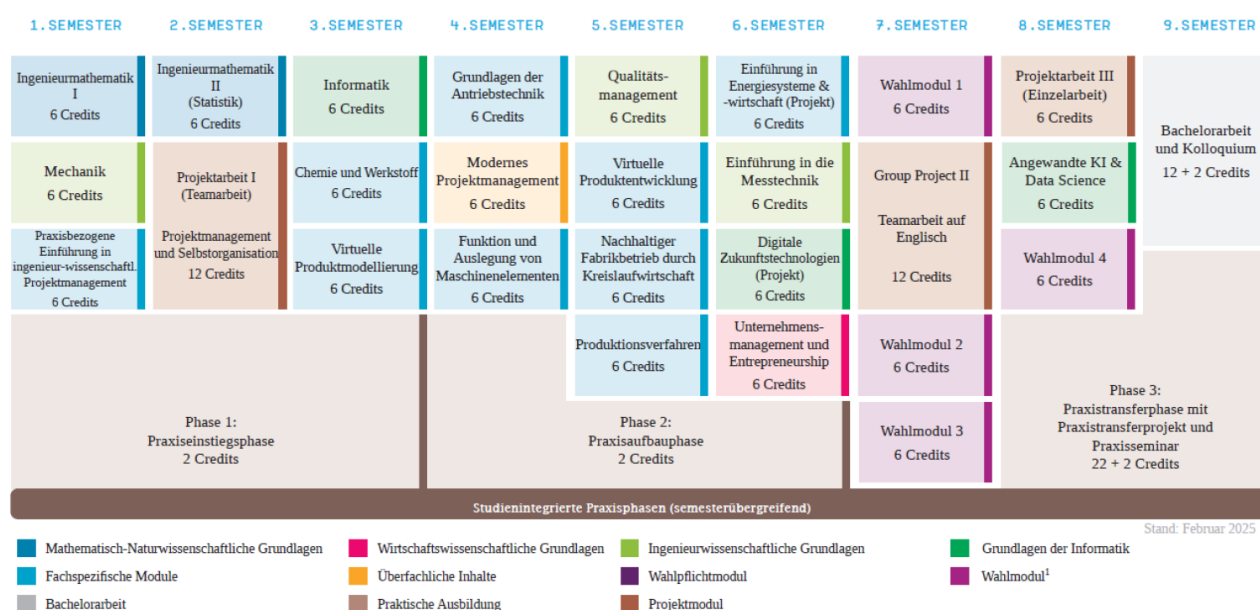 1.SEMESTER
2.SEMESTER
3.SEMESTER
4.SEMESTER
5.SEMESTER
6.SEMESTER
7.SEMESTER
8.SEMESTER
9.SEMESTER
Ingenieurmathematik
I
6 Credits
Mechanik
6 Credits
Praxisbezogene
Einführung in
ingenieur-wissenschaftl.
Projektmanagement
6 Credits
Ingenieurmathematik
II
(Statistik)
6 Credits
Projektarbeit I
(Teamarbeit)
Projektmanagement
und Selbstorganisation
12 Credits
Informatik
6 Credits
Chemie und Werkstoff
6 Credits
Virtuelle
Produktmodellierung
6 Credits
Grundlagen der
Antriebstechnik
6 Credits
Modernes
Projektmanagement
6 Credits
Funktion und
Auslegung von
Maschinenelementen
6 Credits
Qualitäts-
management
6 Credits
Virtuelle
Produktentwicklung
6 Credits
Nachhaltiger
Fabrikbetrieb durch
Kreislaufwirtschaft
6 Credits
Produktionsverfahren
6 Credits
Einführung in
Energiesysteme &
-wirtschaft (Projekt)
6 Credits
Einführung in die
Messtechnik
6 Credits
Digitale
Zukunftstechnologien
(Projekt)
6 Credits
Unternehmens-
management und
Entrepreneurship
6 Credits
Wahlmodul 1
6 Credits
Group Project II
Teamarbeit auf
Englisch
12 Credits
Wahlmodul 2
6 Credits
Wahlmodul 3
6 Credits
Projektarbeit III
(Einzelarbeit)
6 Credits
Angewandte KI &
Data Science
6 Credits
Wahlmodul 4
6 Credits
Bachelorarbeit
und Kolloquium
12 + 2 Credits
Phase 1:
Praxiseinstiegsphase
2 Credits
Phase 2:
Praxisaufbauphase
2 Credits
Phase 3:
Praxistransferphase mit
Praxistransferprojekt und
Praxisseminar
22 + 2 Credits
Studienintegrierte Praxisphasen (semesterübergreifend)
Stand: Februar 2025
Mathematisch-Naturwissenschaftliche Grundlagen
Wirtschaftswissenschaftliche Grundlagen
Ingenieurwissenschaftliche Grundlagen
Grundlagen der Informatik
Fachspezifische Module
Überfachliche Inhalte
Wahlpflichtmodul
Wahlmodul¹
Bachelorarbeit
Praktische Ausbildung
Projektmodul